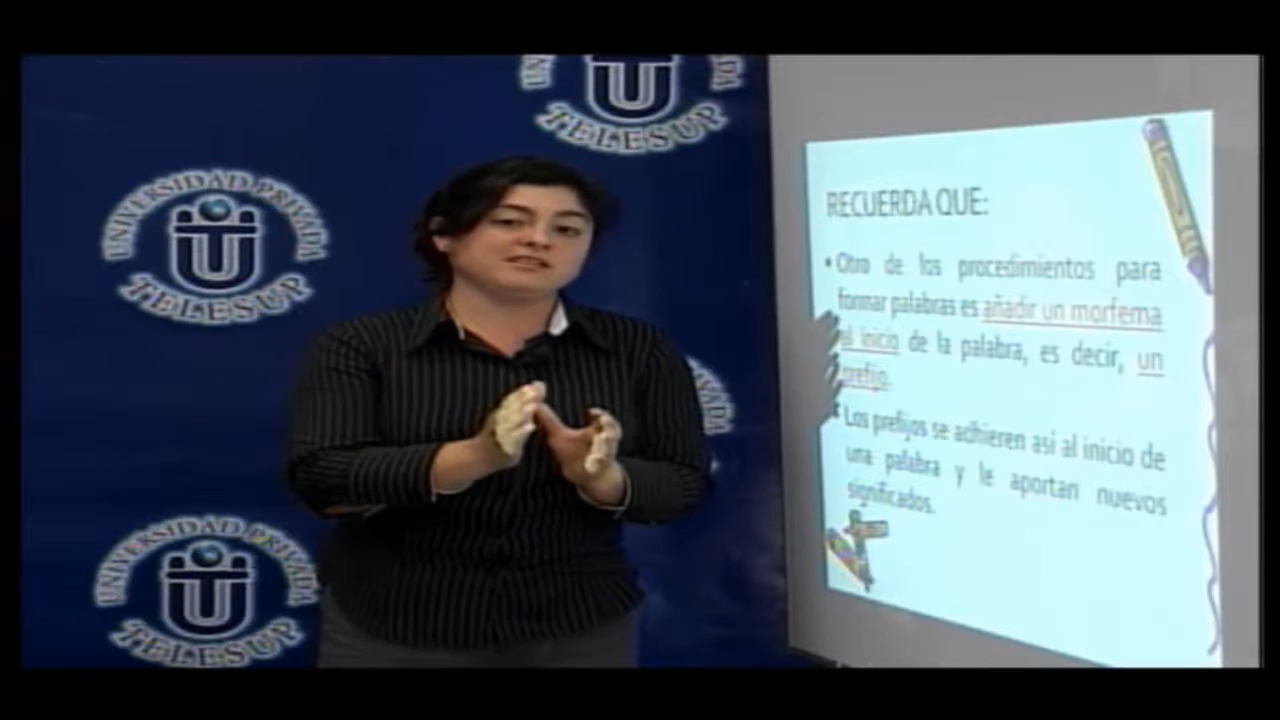 UNIVERSIDAD PRIVADA
TELESUP
TELESUP
UNIVERSIDAD PRIVADA
TELESUP
RECUERDA QUE:
• Otro de los procedimientos para
formar palabras es añadir un morfema
al inicio de la palabra, es decir, un
prefijo.
• Los prefijos se adhieren así al inicio de
una palabra y le aportan nuevos
significados.